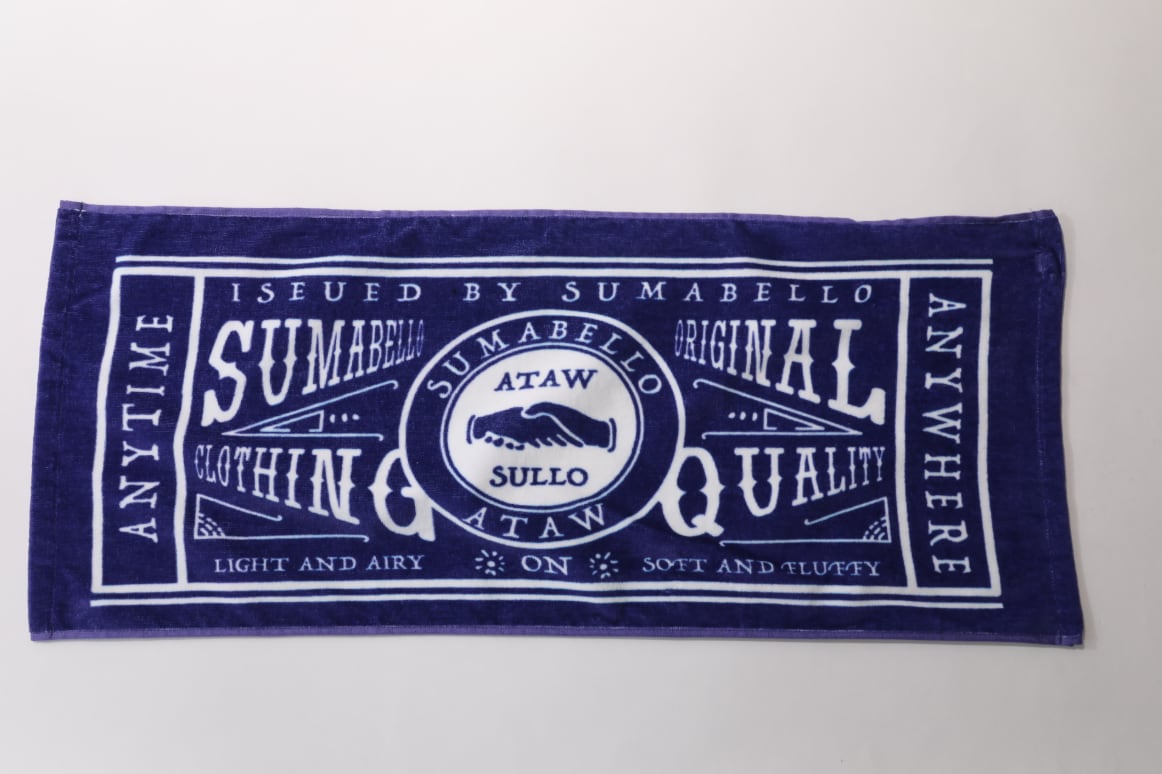 ISEUED BY SUMABELLO
ANYTIME
SUMABELLO
ORIGINAL
ANYWHERE
SUMABELLO
ATAW
SULLO
ATAW
CLOTHING
QUALITY
LIGHT AND AIRY ON SOFT AND FLUFFY